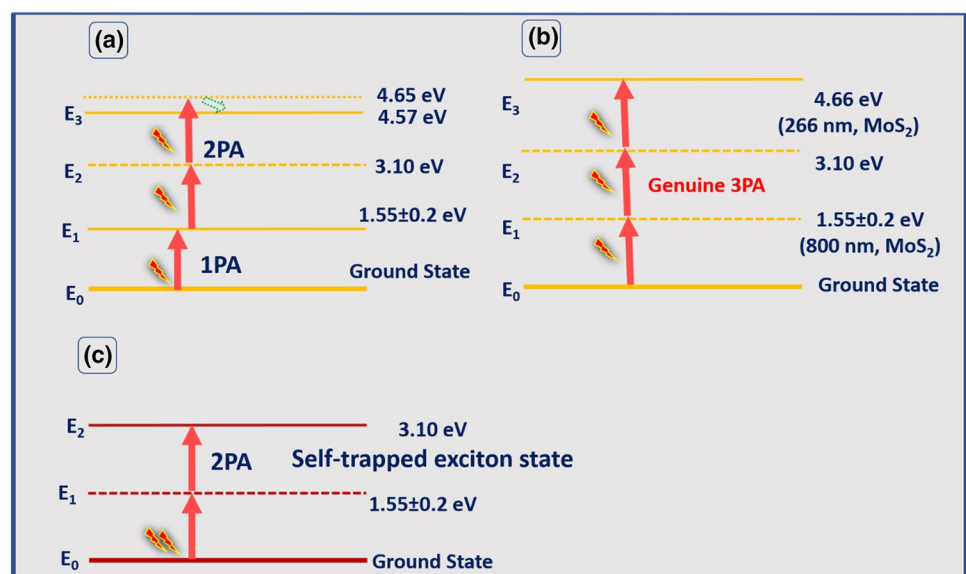 (a)
4.65 eV
E3
4.57 eV
2PA
E2
3.10 eV
1.55±0.2 eV
E1
1PA
Ground State
E0
(b)
E3
4.66 eV
(266 nm, MoS2)
E2
3.10 eV
Genuine 3PA
E1
1.55±0.2 eV
(800 nm, MoS2)
E0
Ground State
(c)
E2
3.10 eV
2PA
Self-trapped exciton state
E1
1.55±0.2 eV
E0
Ground State